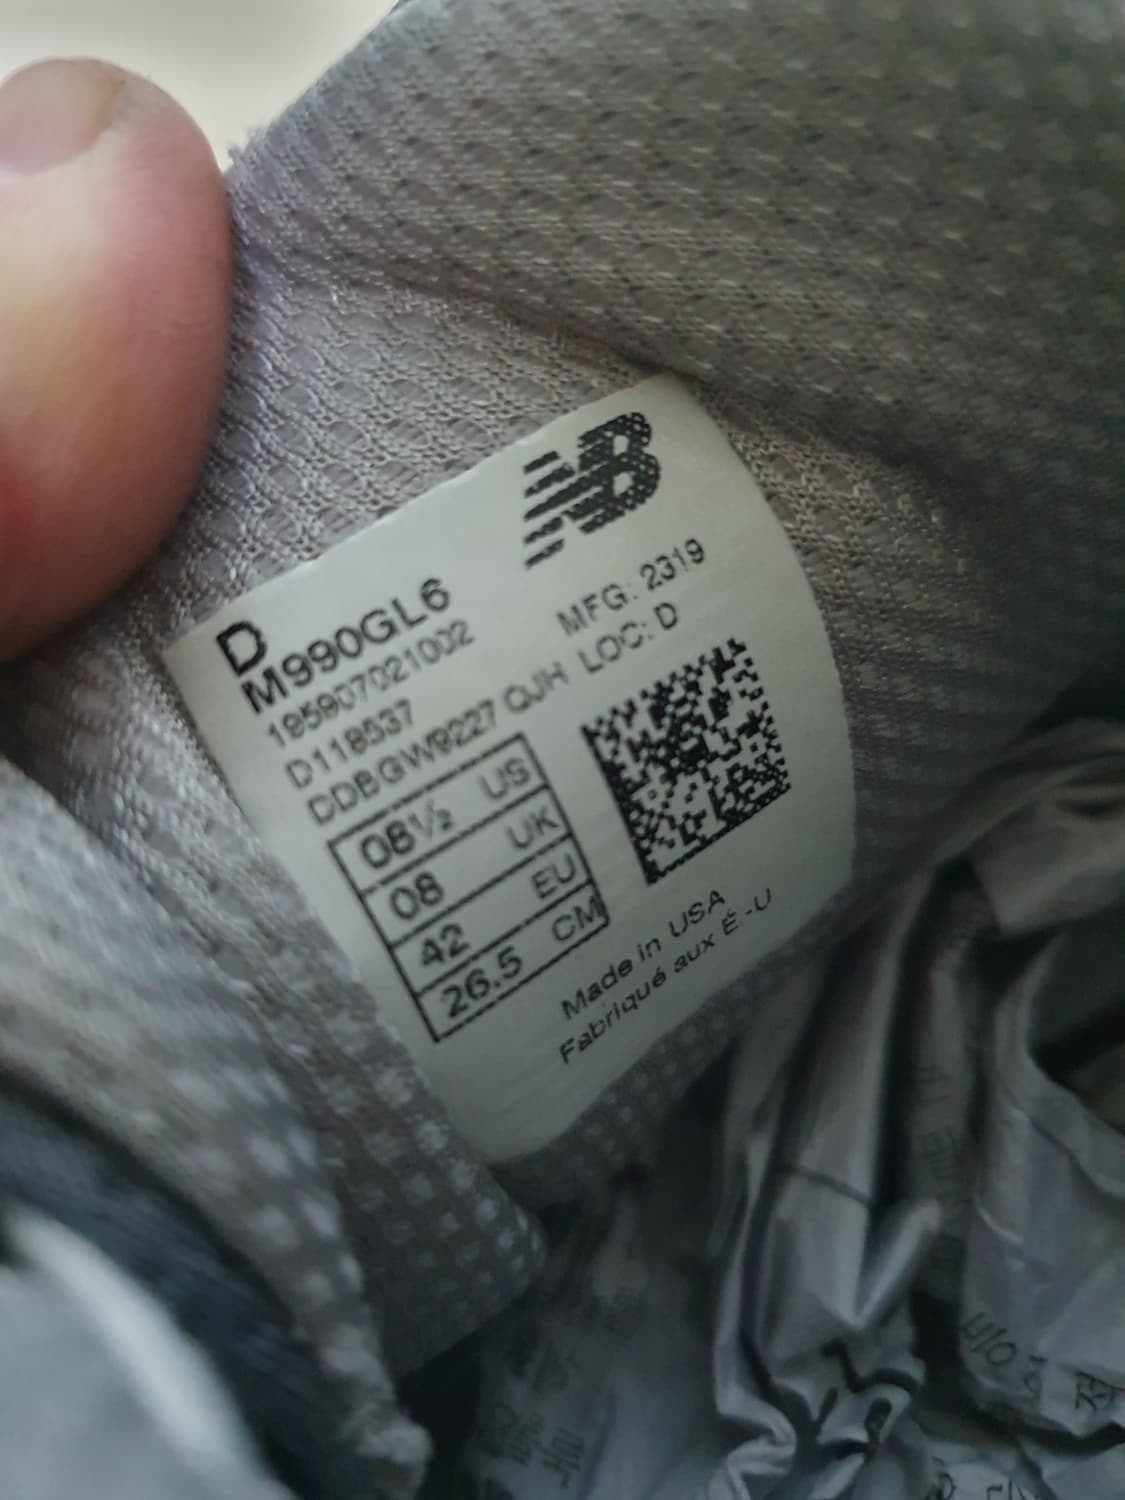 NB
D
M990GL6
195907021002
D118537
DDBGW9227 QJH
MFG: 2319
LOC: D
08½ US
08 UK
42 EU
26.5 CM
Made in USA
Fabriqué aux É.-U